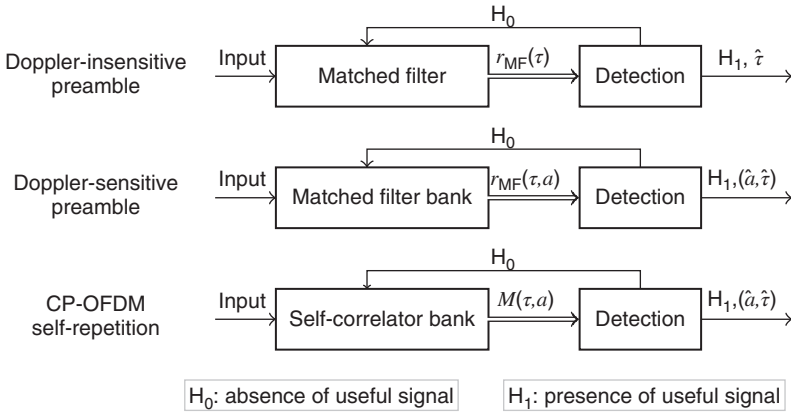 H₀
Doppler-insensitive preamble
Input
Matched filter
r_MF(τ)
Detection
H₁, τ̂
H₀
Doppler-sensitive preamble
Input
Matched filter bank
r_MF(τ,a)
Detection
H₁,(â,τ̂)
H₀
CP-OFDM self-repetition
Input
Self-correlator bank
M(τ,a)
Detection
H₁,(â,τ̂)
H₀: absence of useful signal
H₁: presence of useful signal